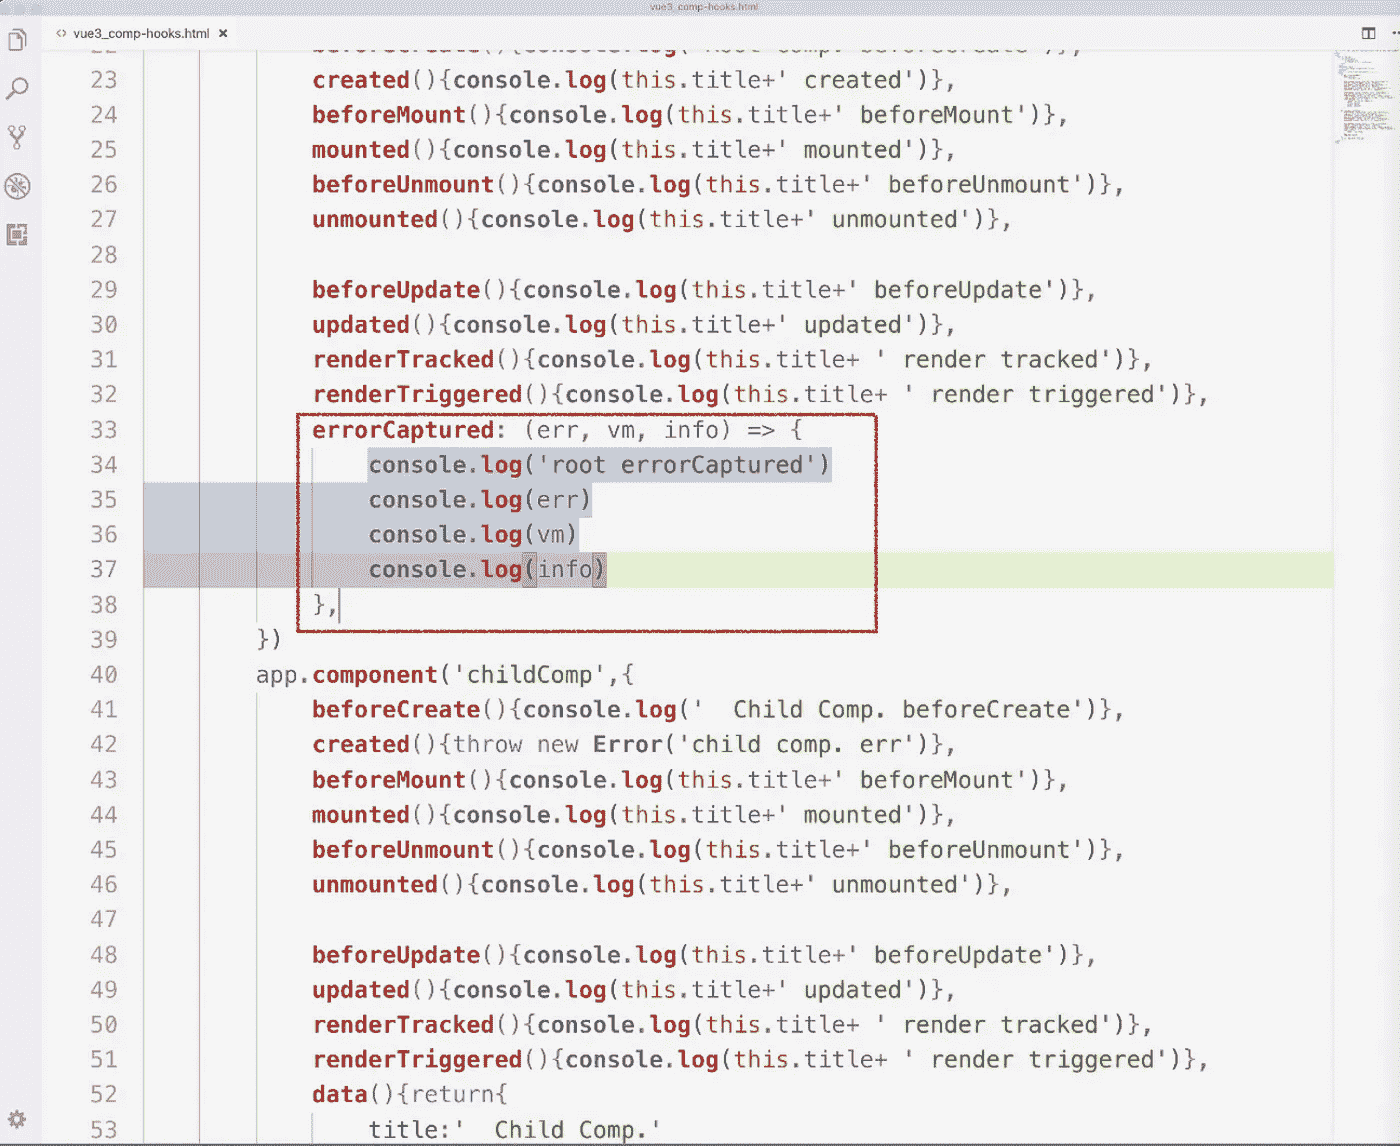 vue3_comp-hooks.html
vue3_comp-hooks.html
22 beforeCreate(){console.log('Root Comp. beforeCreate')},
23 created(){console.log(this.title+' created')},
24 beforeMount(){console.log(this.title+' beforeMount')},
25 mounted(){console.log(this.title+' mounted')},
26 beforeUnmount(){console.log(this.title+' beforeUnmount')},
27 unmounted(){console.log(this.title+' unmounted')},
28
29 beforeUpdate(){console.log(this.title+' beforeUpdate')},
30 updated(){console.log(this.title+' updated')},
31 renderTracked(){console.log(this.title+ ' render tracked')},
32 renderTriggered(){console.log(this.title+ ' render triggered')},
33 errorCaptured: (err, vm, info) => {
34 console.log('root errorCaptured')
35 console.log(err)
36 console.log(vm)
37 console.log(info)
38 },
39 })
40 app.component('childComp',{
41 beforeCreate(){console.log('  Child Comp. beforeCreate')},
42 created(){throw new Error('child comp. err')},
43 beforeMount(){console.log(this.title+' beforeMount')},
44 mounted(){console.log(this.title+' mounted')},
45 beforeUnmount(){console.log(this.title+' beforeUnmount')},
46 unmounted(){console.log(this.title+' unmounted')},
47
48 beforeUpdate(){console.log(this.title+' beforeUpdate')},
49 updated(){console.log(this.title+' updated')},
50 renderTracked(){console.log(this.title+ ' render tracked')},
51 renderTriggered(){console.log(this.title+ ' render triggered')},
52 data(){return{
53 title:'  Child Comp.'